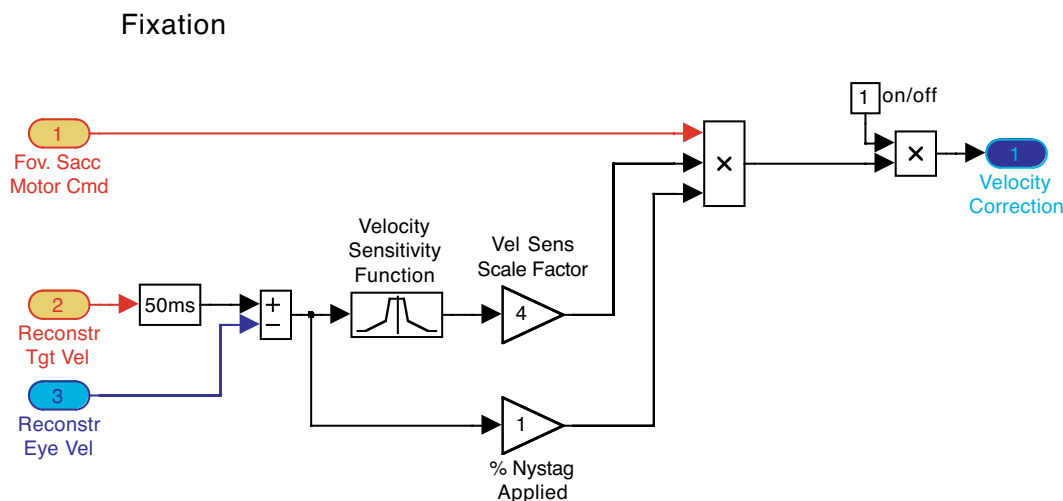 Fixation
1
on/off
1
Fov. Sacc
Motor Cmd
×
×
1
Velocity
Correction
Velocity
Sensitivity
Function
Vel Sens
Scale Factor
2
50ms
+
−
4
Reconstr
Tgt Vel
3
Reconstr
Eye Vel
1
% Nystag
Applied